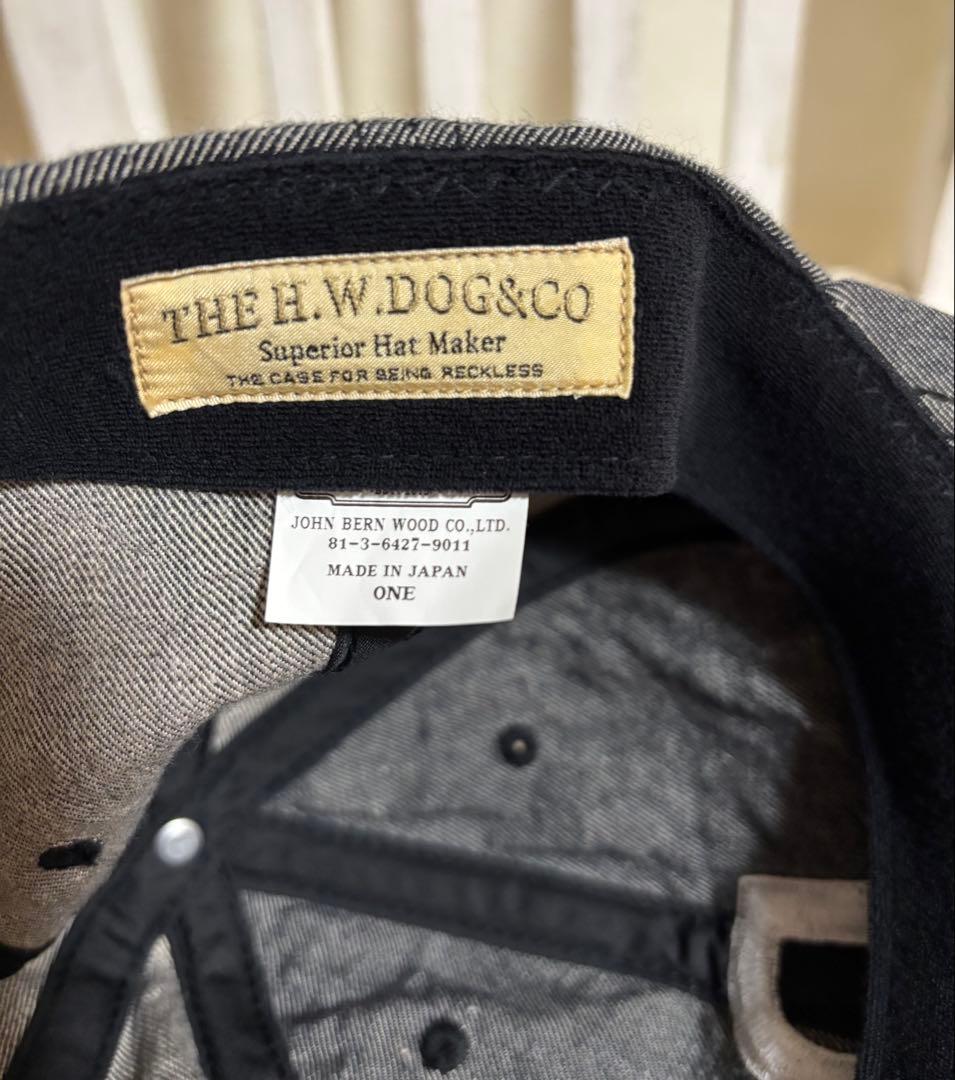 THE H.W.DOG&CO
Superior Hat Maker
THE CASE FOR BEING RECKLESS
JOHN BERN WOOD CO.,LTD.
81-3-6427-9011
MADE IN JAPAN
ONE